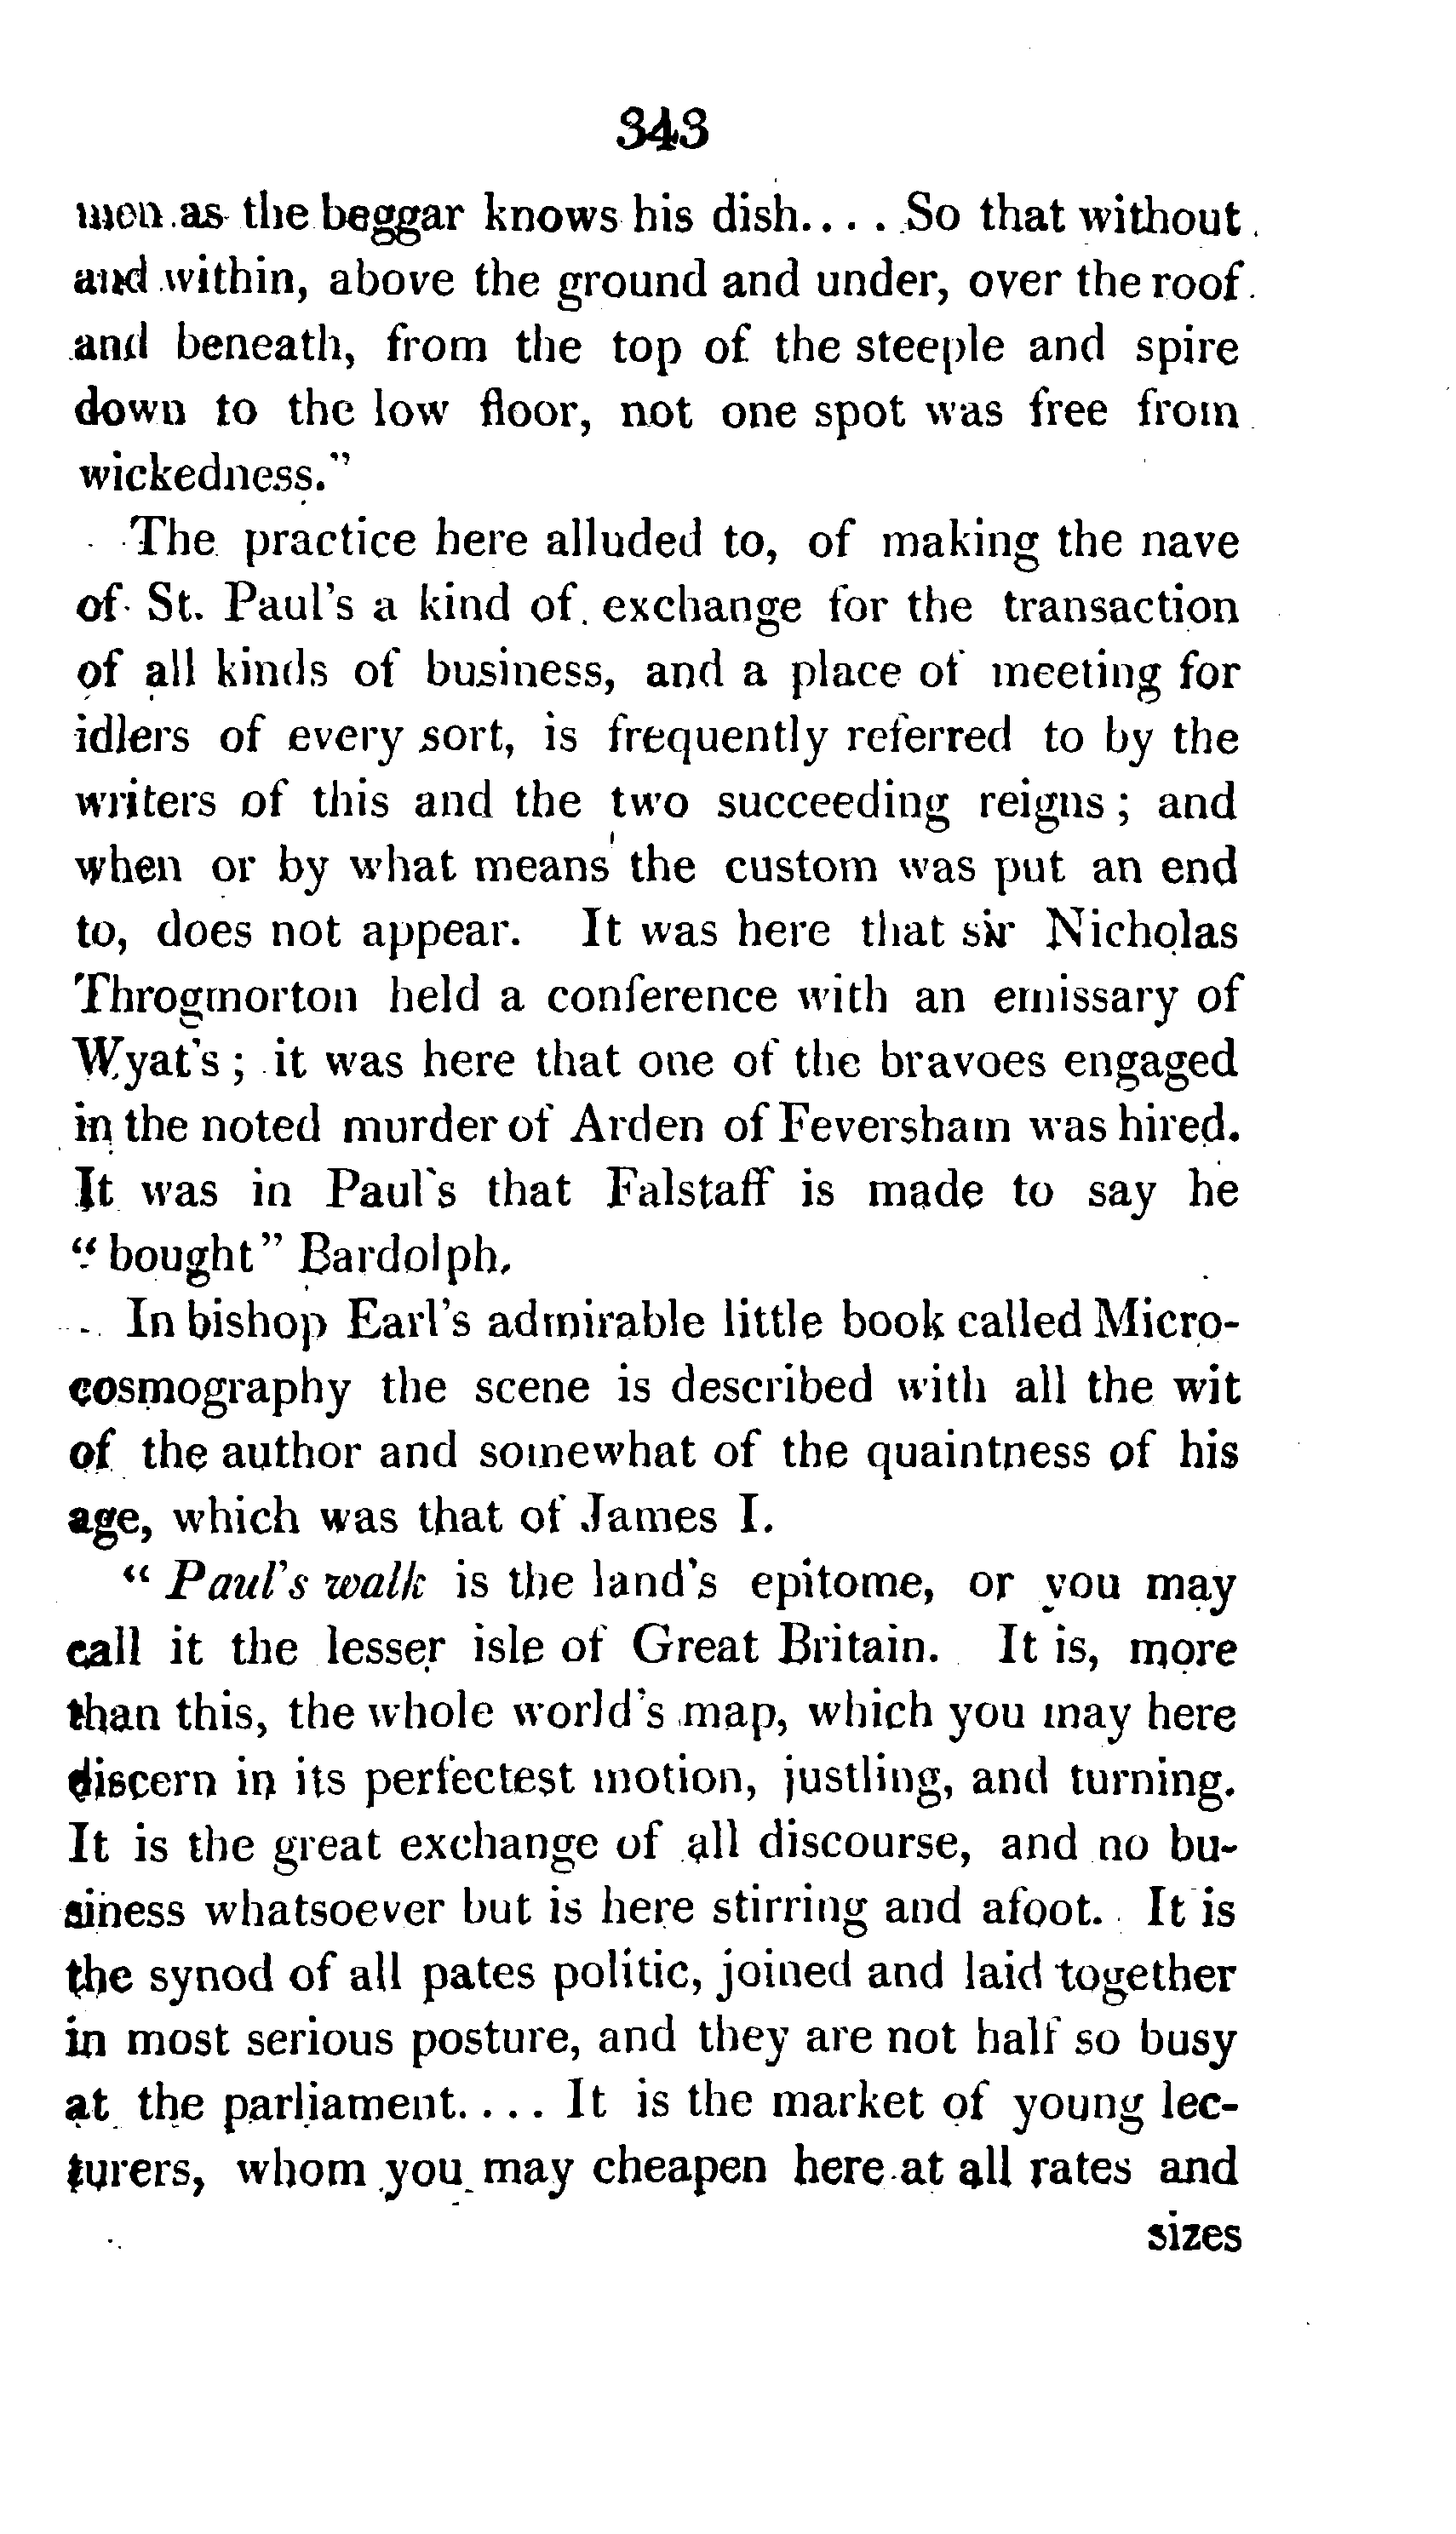 343
men as the beggar knows his dish.... So that without
and within, above the ground and under, over the roof
and beneath, from the top of the steeple and spire
down to the low floor, not one spot was free from
wickedness."
The practice here alluded to, of making the nave
of St. Paul's a kind of exchange for the transaction
of all kinds of business, and a place of meeting for
idlers of every sort, is frequently referred to by the
writers of this and the two succeeding reigns; and
when or by what means the custom was put an end
to, does not appear. It was here that sir Nicholas
Throgmorton held a conference with an emissary of
Wyat's; it was here that one of the bravoes engaged
in the noted murder of Arden of Feversham was hired.
It was in Paul's that Falstaff is made to say he
"bought" Bardolph.
In bishop Earl's admirable little book called Micro-
cosmography the scene is described with all the wit
of the author and somewhat of the quaintness of his
age, which was that of James I.
"Paul's walk is the land's epitome, or you may
call it the lesser isle of Great Britain. It is, more
than this, the whole world's map, which you may here
discern in its perfectest motion, justling, and turning.
It is the great exchange of all discourse, and no bu-
siness whatsoever but is here stirring and afoot. It is
the synod of all pates politic, joined and laid together
in most serious posture, and they are not half so busy
at the parliament.... It is the market of young lec-
turers, whom you may cheapen here at all rates and
sizes